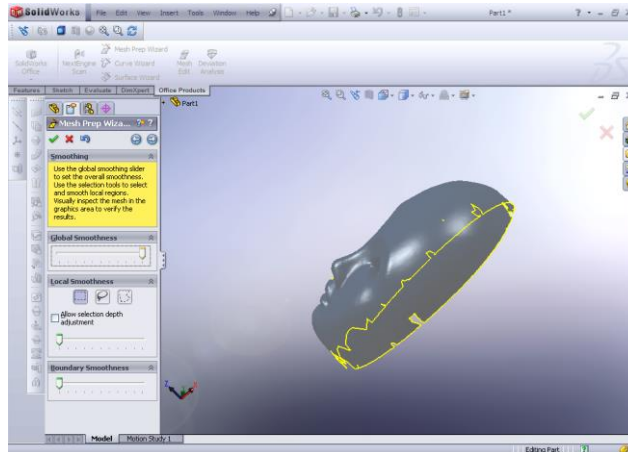 SolidWorks File Edit View Insert Tools Window Help Part1 *
SolidWorks Office
NextEngine Scan
Mesh Prep Wizard
Curve Wizard
Surface Wizard
Mesh Edit
Deviation Analysis
Features Sketch Evaluate DimXpert Office Products
Part1
Mesh Prep Wiza...
Smoothing
Use the global smoothing slider
to set the overall smoothness.
Use the selection tools to select
and smooth local regions.
Visually inspect the mesh in the
graphics area to verify the
results.
Global Smoothness
Local Smoothness
Allow selection depth
adjustment
Boundary Smoothness
Z X
Model Motion Study 1
Editing Part